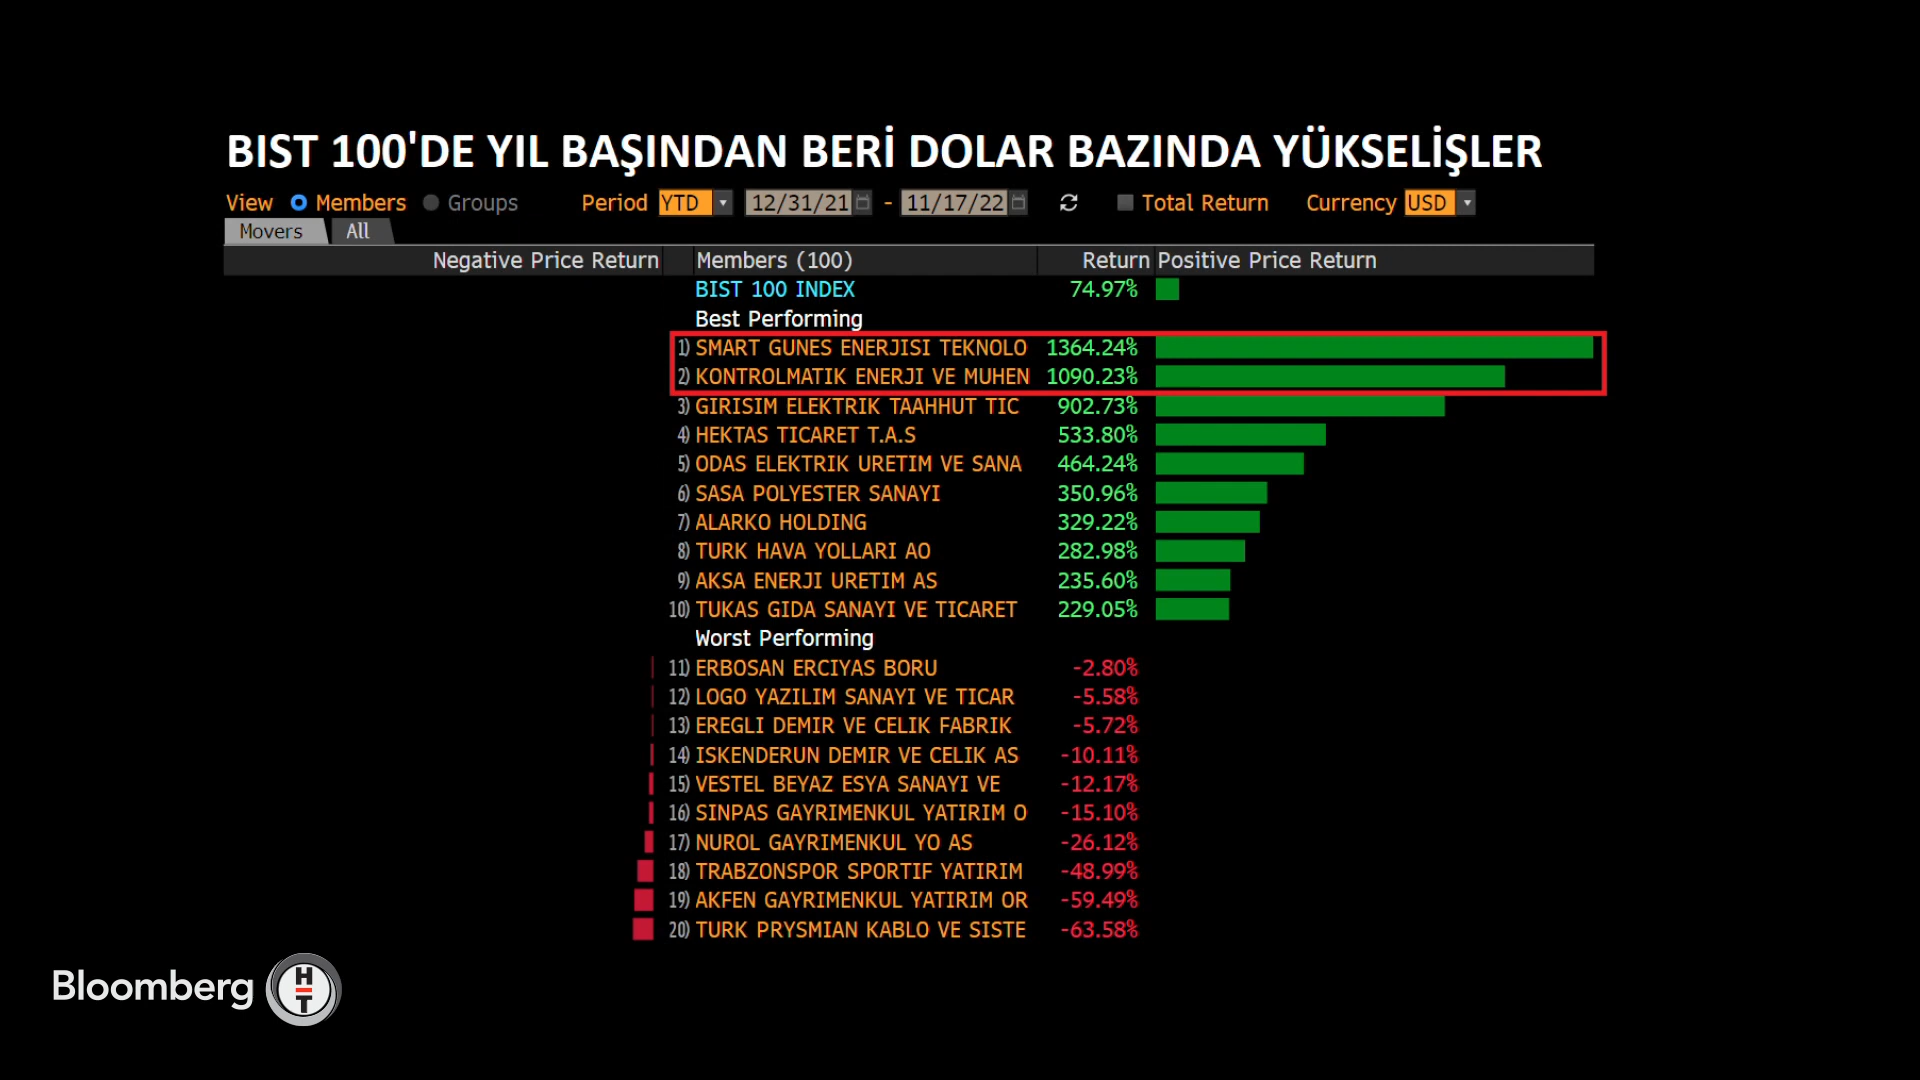 BIST 100'DE YIL BAŞINDAN BERİ DOLAR BAZINDA YÜKSELİŞLER
View Members Groups Period YTD 12/31/21 - 11/17/22 Total Return Currency USD
Movers All
Negative Price Return Members (100) Return Positive Price Return
BIST 100 INDEX 74.97%
Best Performing
1) SMART GUNES ENERJISI TEKNOLO 1364.24%
2) KONTROLMATIK ENERJI VE MUHEN 1090.23%
3) GIRISIM ELEKTRIK TAAHHUT TIC 902.73%
4) HEKTAS TICARET T.A.S 533.80%
5) ODAS ELEKTRIK URETIM VE SANA 464.24%
6) SASA POLYESTER SANAYI 350.96%
7) ALARKO HOLDING 329.22%
8) TURK HAVA YOLLARI AO 282.98%
9) AKSA ENERJI URETIM AS 235.60%
10) TUKAS GIDA SANAYI VE TICARET 229.05%
Worst Performing
11) ERBOSAN ERCIYAS BORU -2.80%
12) LOGO YAZILIM SANAYI VE TICAR -5.58%
13) EREGLI DEMIR VE CELIK FABRIK -5.72%
14) ISKENDERUN DEMIR VE CELIK AS -10.11%
15) VESTEL BEYAZ ESYA SANAYI VE -12.17%
16) SINPAS GAYRIMENKUL YATIRIM O -15.10%
17) NUROL GAYRIMENKUL YO AS -26.12%
18) TRABZONSPOR SPORTIF YATIRIM -48.99%
19) AKFEN GAYRIMENKUL YATIRIM OR -59.49%
20) TURK PRYSMIAN KABLO VE SISTE -63.58%
Bloomberg HT